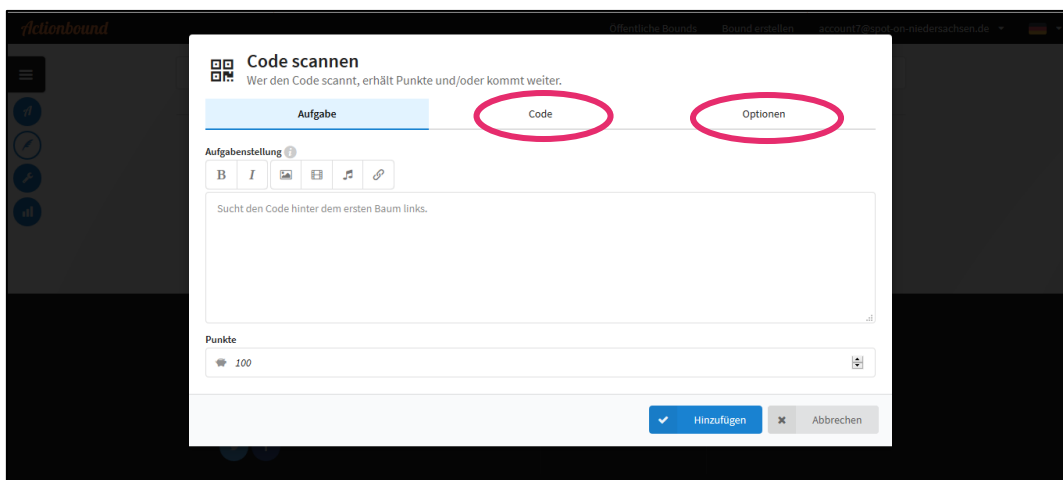 Actionbound
Öffentliche Bounds Bound erstellen account7@spot-on-niedersachsen.de
Code scannen
Wer den Code scannt, erhält Punkte und/oder kommt weiter.
Aufgabe Code Optionen
Aufgabenstellung
B I
Sucht den Code hinter dem ersten Baum links.
Punkte
100
Hinzufügen Abbrechen